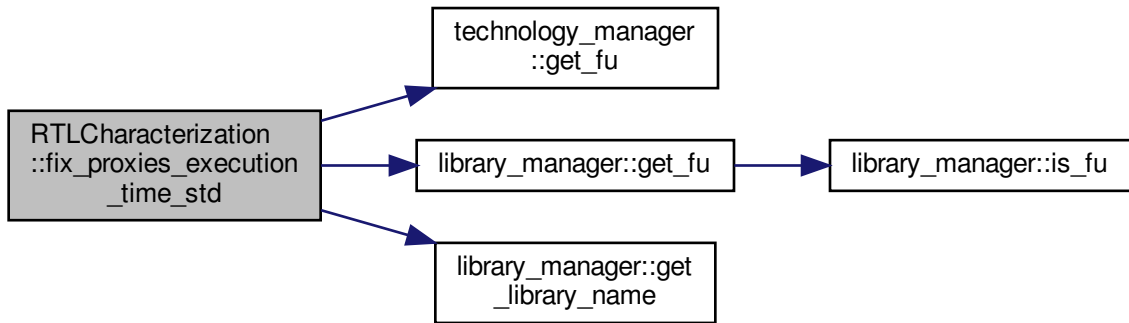 RTLCharacterization
::fix_proxies_execution
_time_std
technology_manager
::get_fu
library_manager::get_fu
library_manager::is_fu
library_manager::get
_library_name